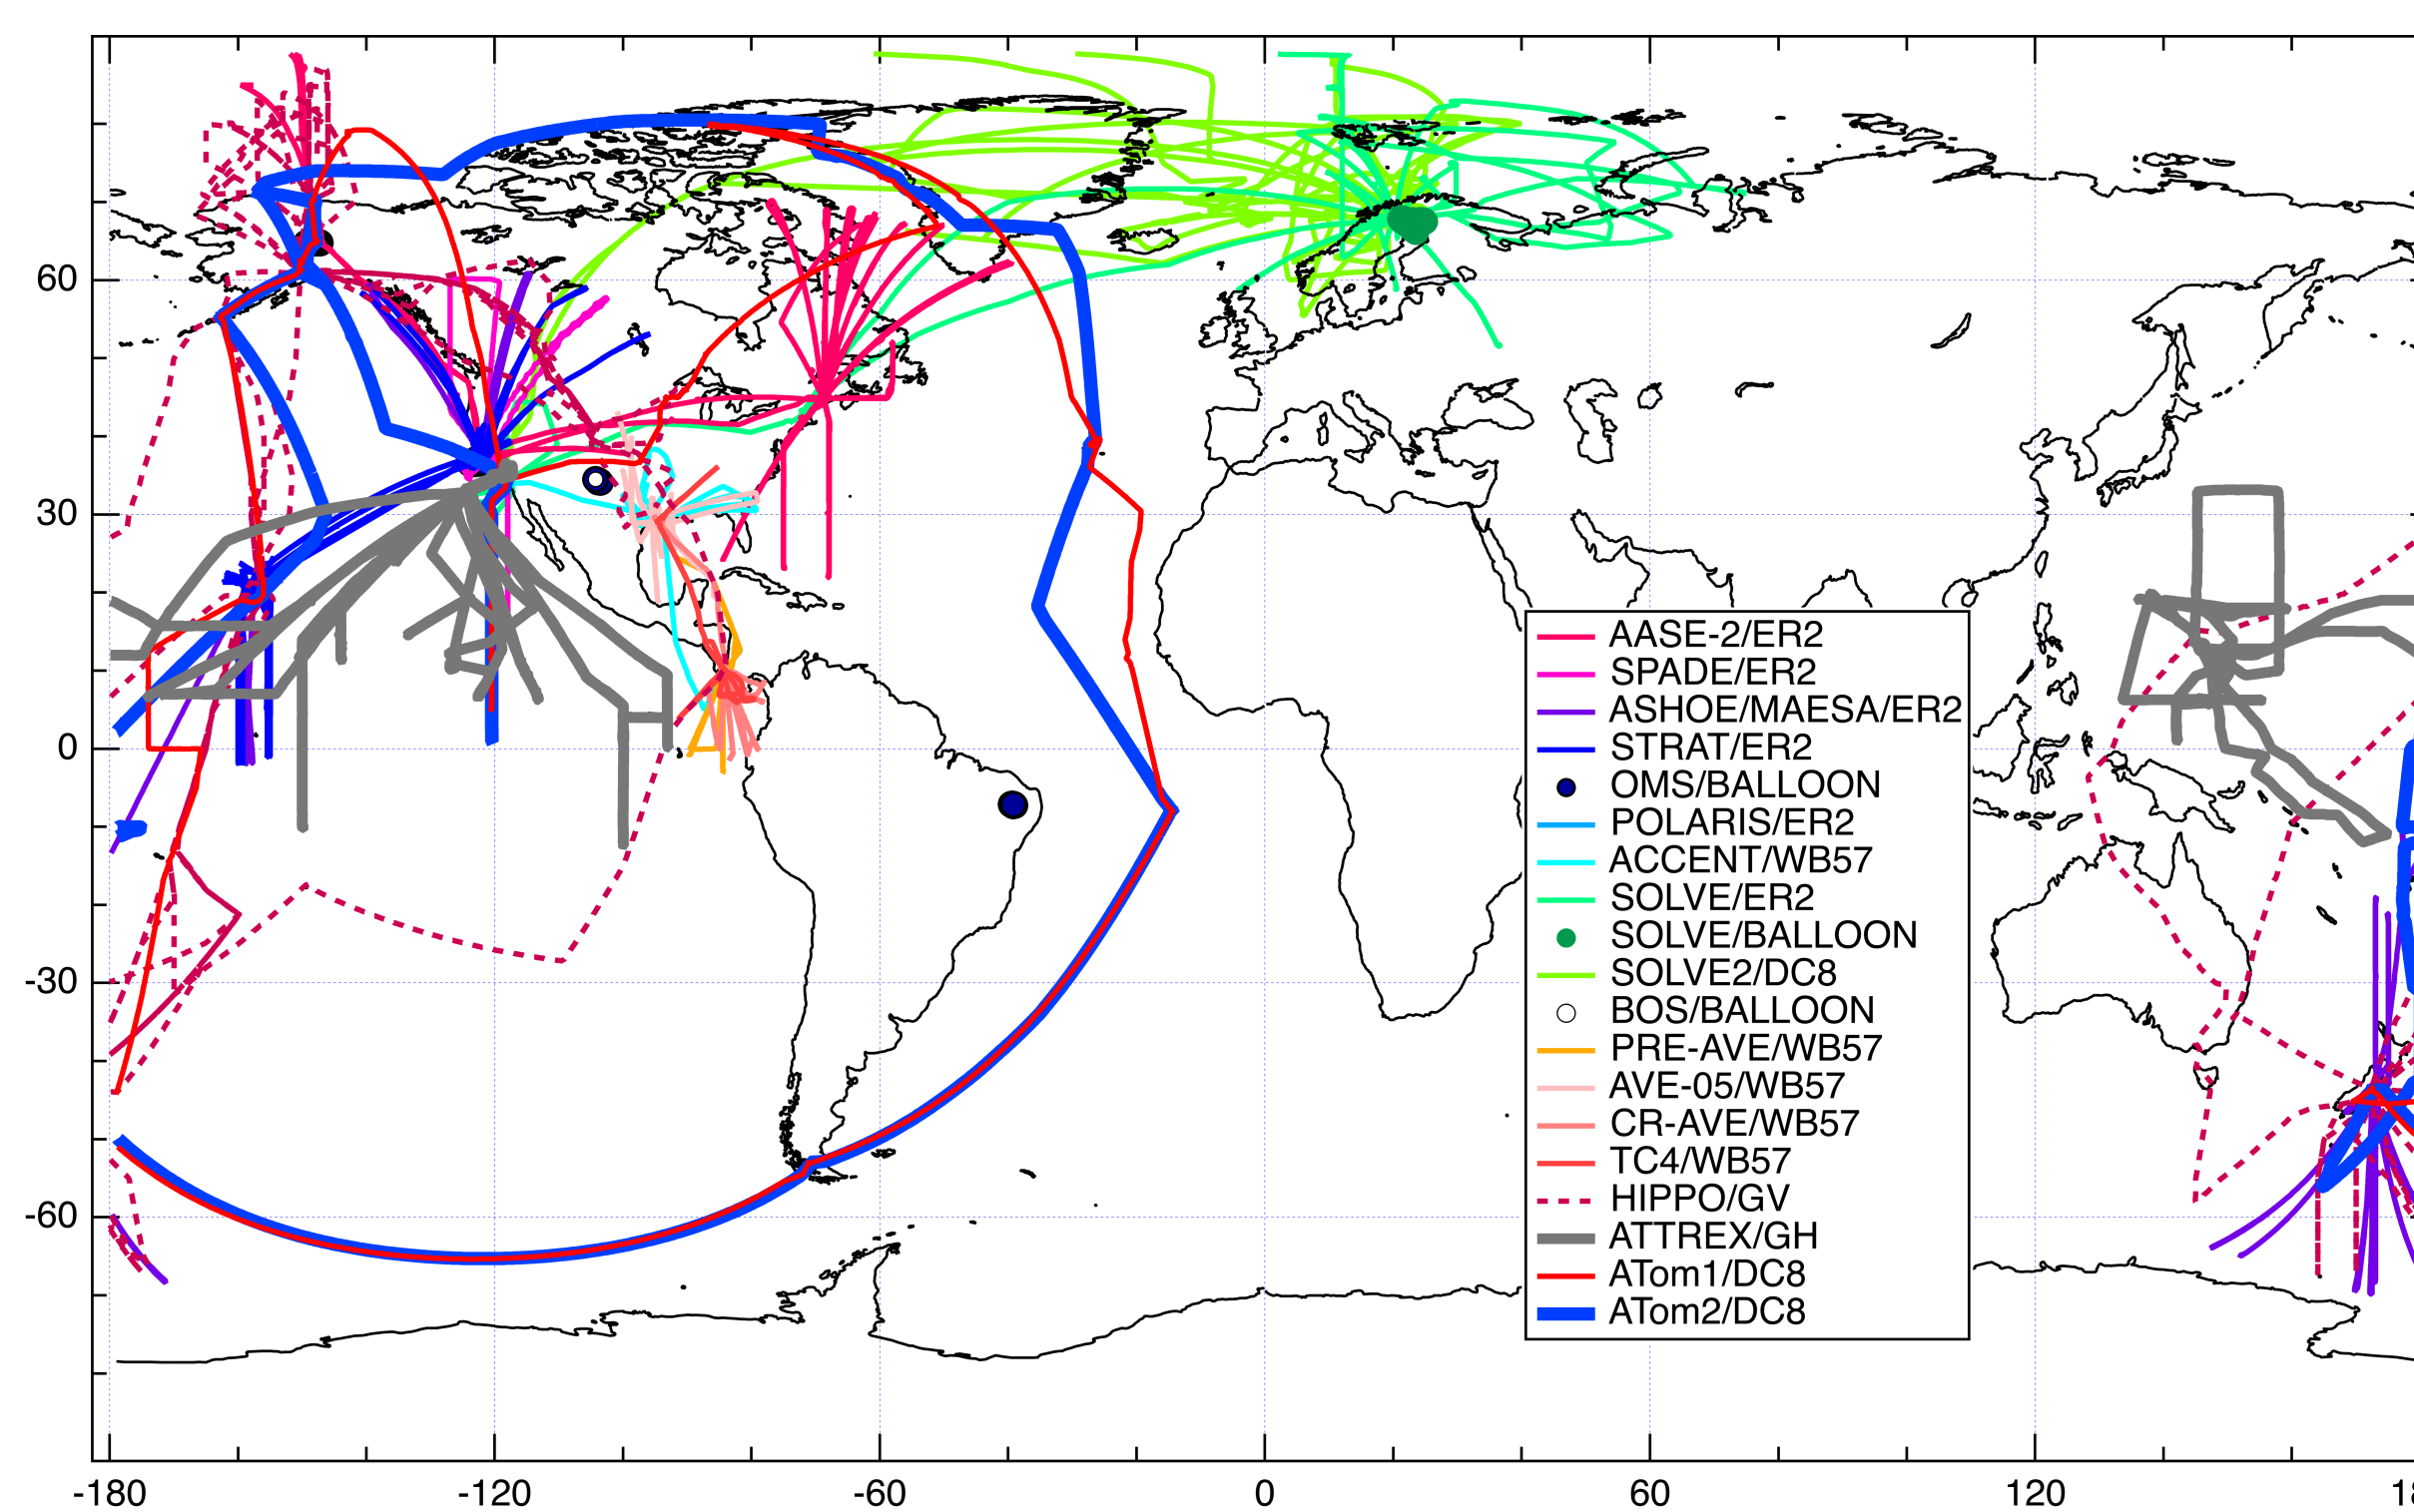 60
30
0
-30
-60
AASE-2/ER2
SPADE/ER2
ASHOE/MAESA/ER2
STRAT/ER2
OMS/BALLOON
POLARIS/ER2
ACCENT/WB57
SOLVE/ER2
SOLVE/BALLOON
SOLVE2/DC8
BOS/BALLOON
PRE-AVE/WB57
AVE-05/WB57
CR-AVE/WB57
TC4/WB57
HIPPO/GV
ATTREX/GH
ATom1/DC8
ATom2/DC8
-180 -120 -60 0 60 120